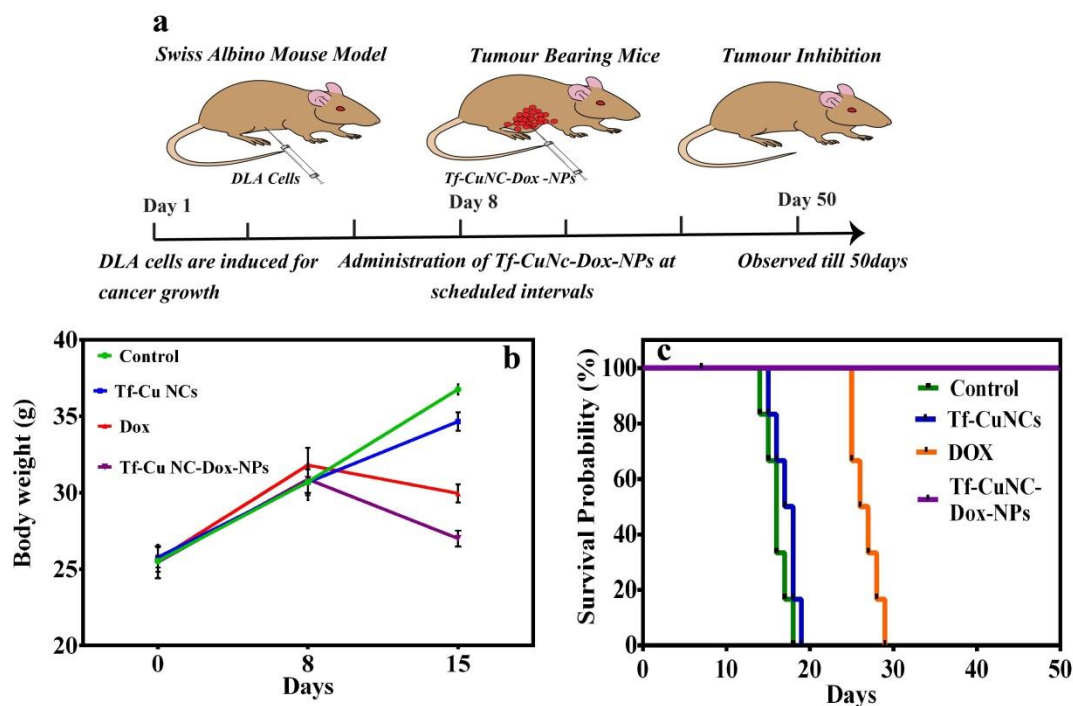 a
Swiss Albino Mouse Model
Tumour Bearing Mice
Tumour Inhibition
DLA Cells
Tf-CuNC-Dox -NPs
Day 1
Day 8
Day 50
DLA cells are induced for
cancer growth
Administration of Tf-CuNc-Dox-NPs at
scheduled intervals
Observed till 50days
b
Body weight (g)
40
35
30
25
20
Control
Tf-Cu NCs
Dox
Tf-Cu NC-Dox-NPs
0
8
15
Days
c
Survival Probability (%)
100
80
60
40
20
0
Control
Tf-CuNCs
DOX
Tf-CuNC-
Dox-NPs
0
10
20
30
40
50
Days